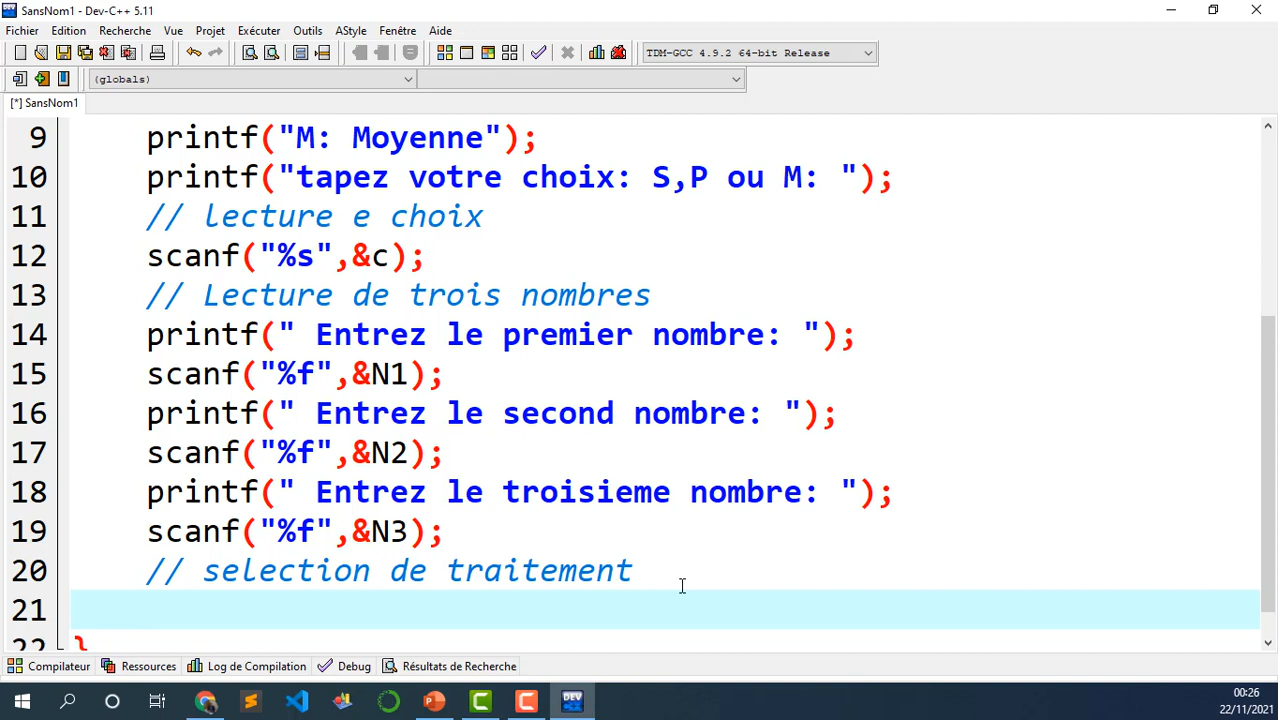 SansNom1 - Dev-C++ 5.11
Fichier Edition Recherche Vue Projet Exécuter Outils AStyle Fenêtre Aide
TDM-GCC 4.9.2 64-bit Release
(globals)
[*] SansNom1
9 printf("M: Moyenne");
10 printf("tapez votre choix: S,P ou M: ");
11 // lecture e choix
12 scanf("%s",&c);
13 // Lecture de trois nombres
14 printf(" Entrez le premier nombre: ");
15 scanf("%f",&N1);
16 printf(" Entrez le second nombre: ");
17 scanf("%f",&N2);
18 printf(" Entrez le troisieme nombre: ");
19 scanf("%f",&N3);
20 // selection de traitement
21
22 }
Compilateur Ressources Log de Compilation Debug Résultats de Recherche
DEV
00:26
22/11/2021